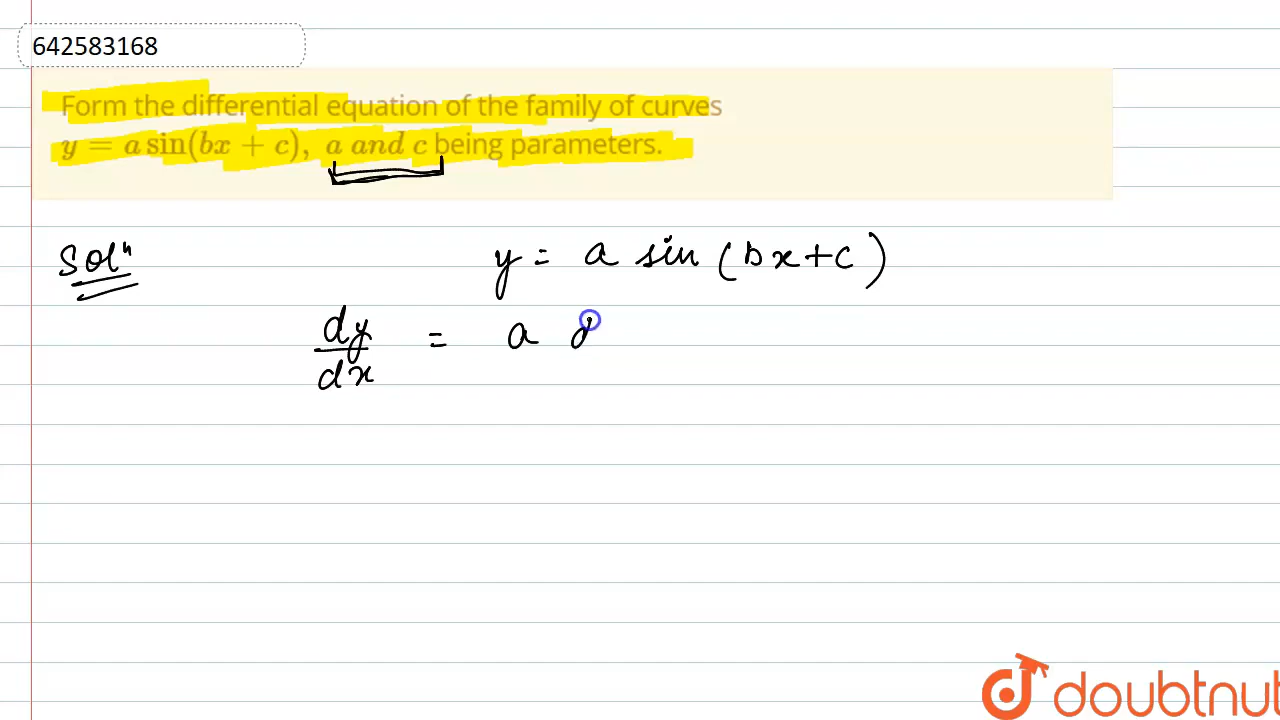 642583168
Form the differential equation of the family of curves
y = a sin(bx + c), a and c being parameters.
Solⁿ y = a sin (bx+c)
dy/dx = a d
doubtnut